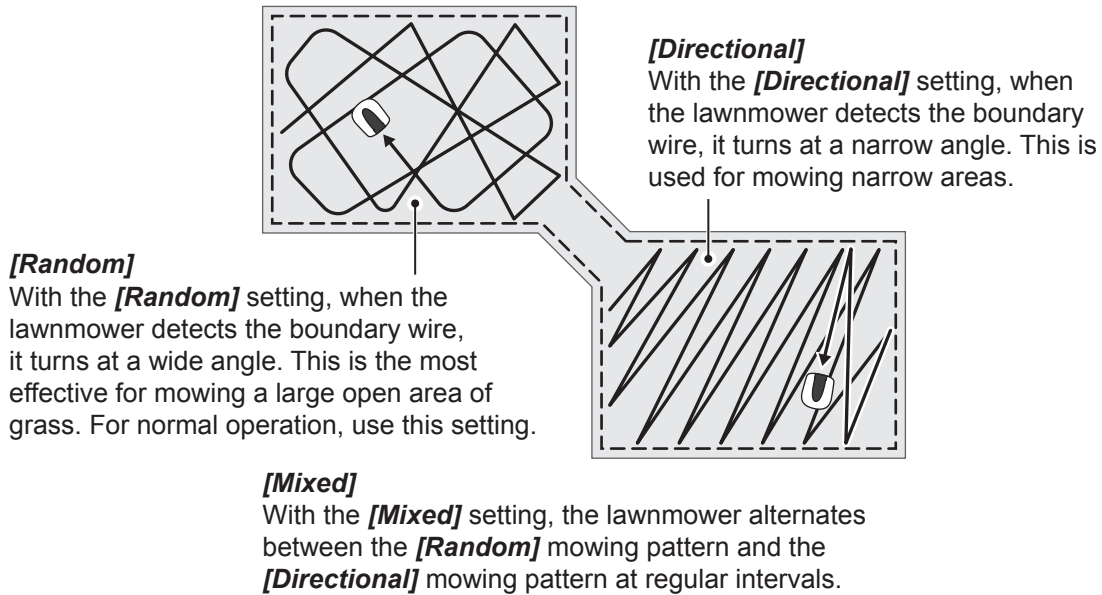 [Directional]
With the [Directional] setting, when
the lawnmower detects the boundary
wire, it turns at a narrow angle. This is
used for mowing narrow areas.
[Random]
With the [Random] setting, when the
lawnmower detects the boundary wire,
it turns at a wide angle. This is the most
effective for mowing a large open area of
grass. For normal operation, use this setting.
[Mixed]
With the [Mixed] setting, the lawnmower alternates
between the [Random] mowing pattern and the
[Directional] mowing pattern at regular intervals.